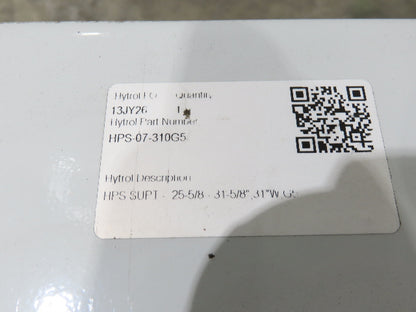 Hytrol PO Quantity
13JY26 1
Hytrol Part Number
HPS-07-310G5
Hytrol Description
HPS SUPT - 25-5/8 - 31-5/8",31"W,G5